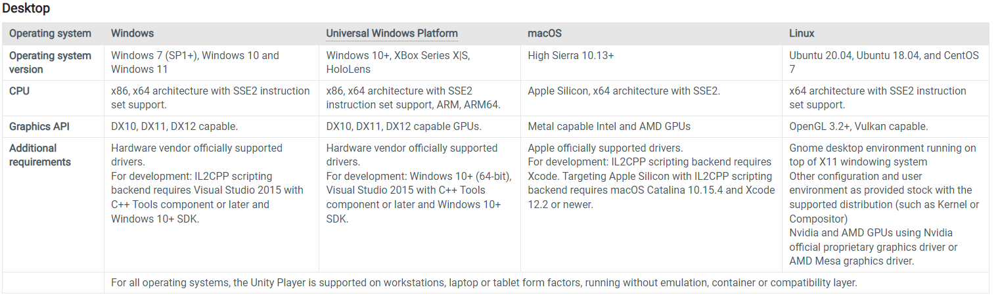 Desktop
Operating system Windows Universal Windows Platform macOS Linux
Operating system version
Windows 7 (SP1+), Windows 10 and
Windows 11
Windows 10+, XBox Series X|S,
HoloLens
High Sierra 10.13+
Ubuntu 20.04, Ubuntu 18.04, and CentOS
7
CPU
x86, x64 architecture with SSE2 instruction
set support.
x86, x64 architecture with SSE2
instruction set support, ARM, ARM64.
Apple Silicon, x64 architecture with SSE2.
x64 architecture with SSE2 instruction
set support.
Graphics API
DX10, DX11, DX12 capable.
DX10, DX11, DX12 capable GPUs.
Metal capable Intel and AMD GPUs
OpenGL 3.2+, Vulkan capable.
Additional
requirements
Hardware vendor officially supported
drivers.
For development: IL2CPP scripting
backend requires Visual Studio 2015 with
C++ Tools component or later and
Windows 10+ SDK.
Hardware vendor officially supported
drivers.
For development: Windows 10+ (64-bit),
Visual Studio 2015 with C++ Tools
component or later and Windows 10+
SDK.
Apple officially supported drivers.
For development: IL2CPP scripting backend requires
Xcode. Targeting Apple Silicon with IL2CPP scripting
backend requires macOS Catalina 10.15.4 and Xcode
12.2 or newer.
Gnome desktop environment running on
top of X11 windowing system
Other configuration and user
environment as provided stock with the
supported distribution (such as Kernel or
Compositor)
Nvidia and AMD GPUs using Nvidia
official proprietary graphics driver or
AMD Mesa graphics driver.
For all operating systems, the Unity Player is supported on workstations, laptop or tablet form factors, running without emulation, container or compatibility layer.